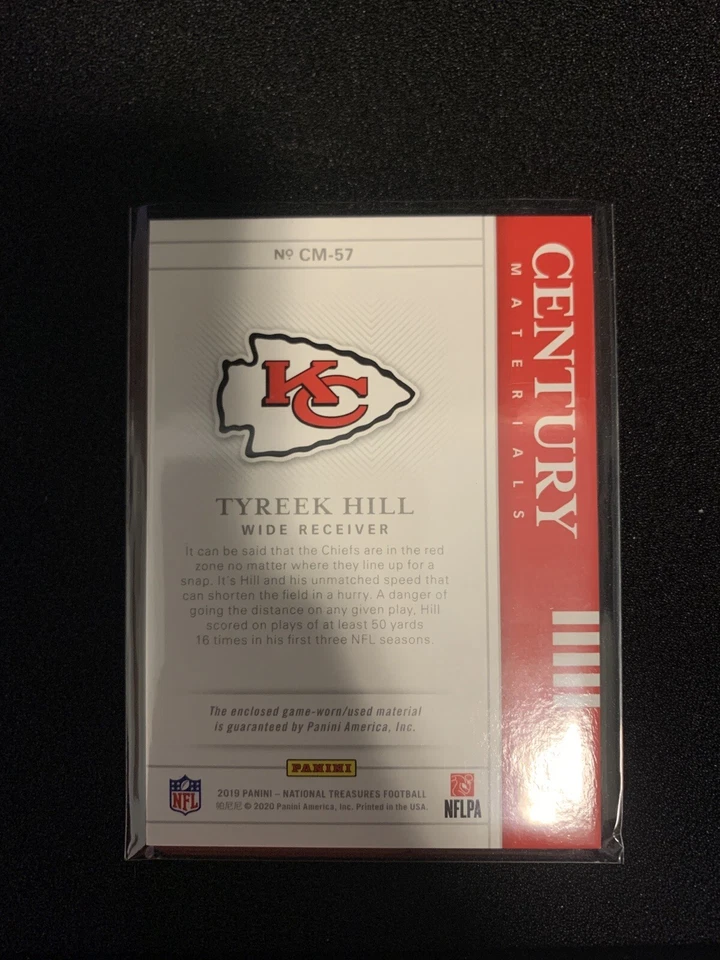 Nº CM-57
KC
TYREEK HILL
WIDE RECEIVER
It can be said that the Chiefs are in the red
zone no matter where they line up for a
snap. It's Hill and his unmatched speed that
can shorten the field in a hurry. A danger of
going the distance on any given play, Hill
scored on plays of at least 50 yards
16 times in his first three NFL seasons.
The enclosed game-worn/used material
is guaranteed by Panini America, Inc.
PANINI
NFL
2019 PANINI – NATIONAL TREASURES FOOTBALL
帕尼尼 © 2020 Panini America, Inc. Printed in the USA.
NFLPA
CENTURY
MATERIALS